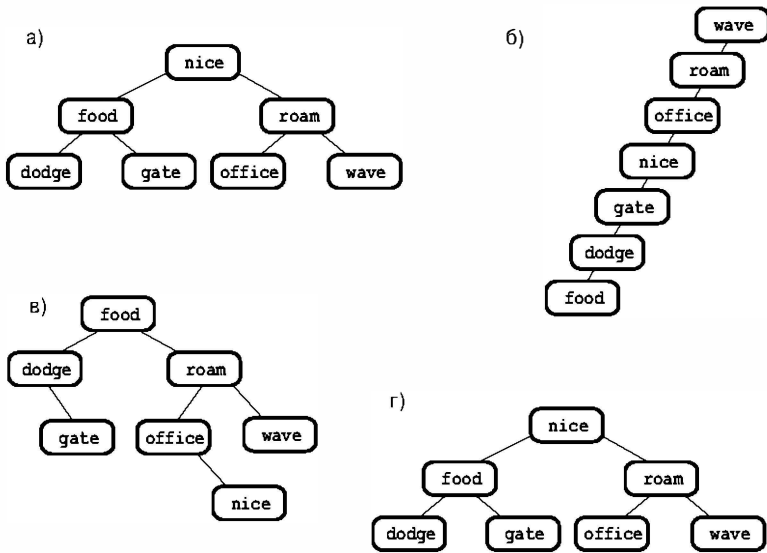 а)
nice
food roam
dodge gate office wave
б)
wave
roam
office
nice
gate
dodge
food
в)
food
dodge roam
gate office wave
nice
г)
nice
food roam
dodge gate office wave